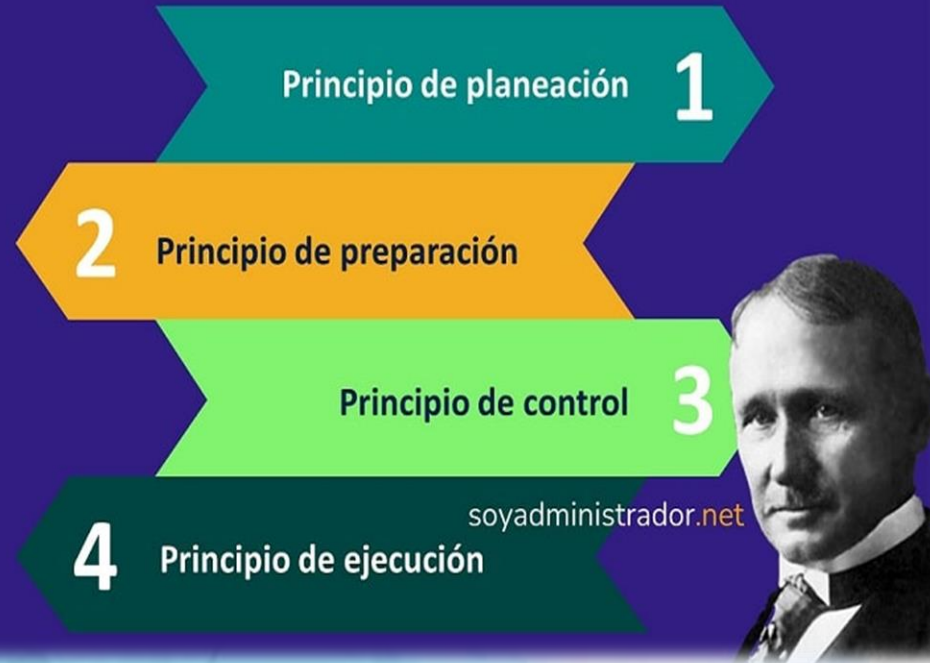 Principio de planeación 1
2 Principio de preparación
Principio de control 3
soyadministrador.net
4 Principio de ejecución